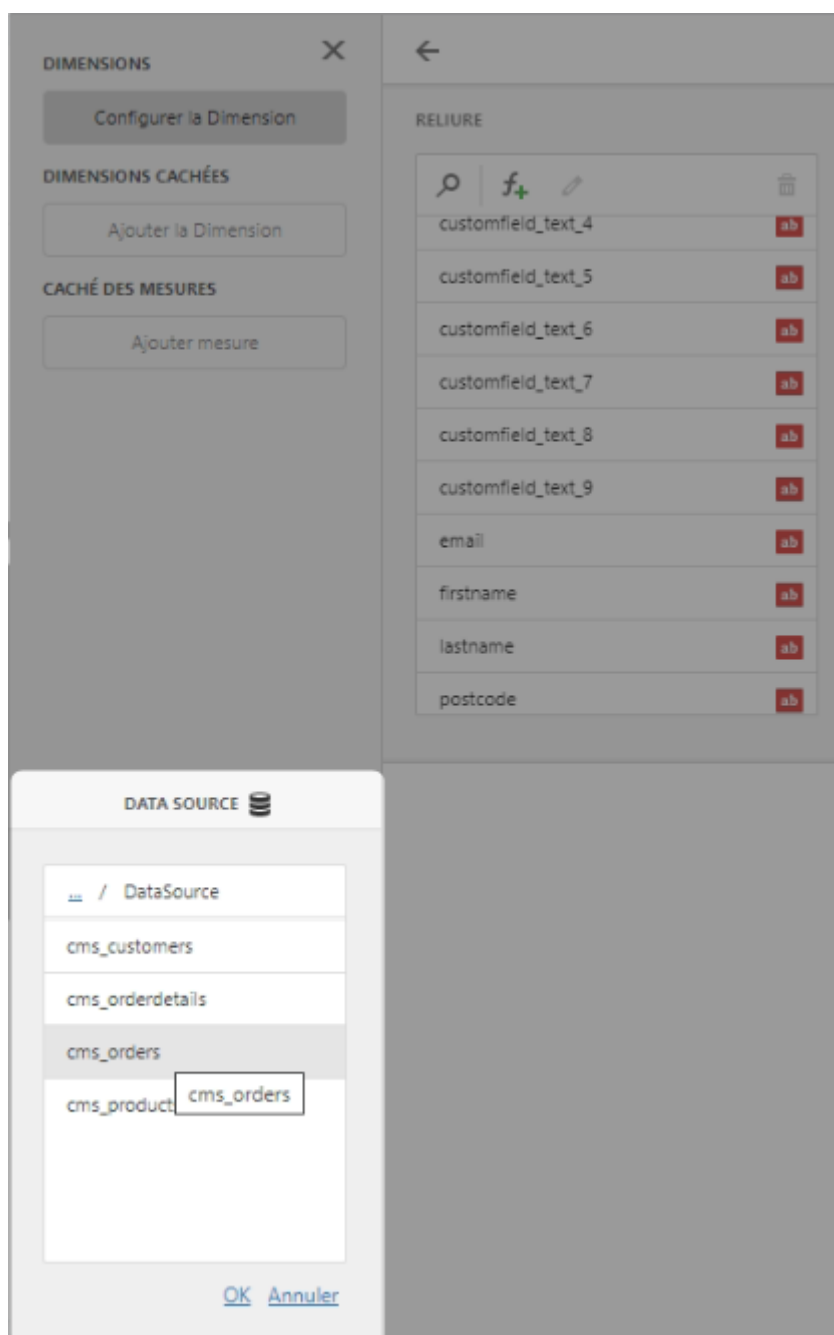 DIMENSIONS
Configurer la Dimension
DIMENSIONS CACHÉES
Ajouter la Dimension
CACHÉ DES MESURES
Ajouter mesure
RELIURE
customfield_text_4 ab
customfield_text_5 ab
customfield_text_6 ab
customfield_text_7 ab
customfield_text_8 ab
customfield_text_9 ab
email ab
firstname ab
lastname ab
postcode ab
DATA SOURCE
... / DataSource
cms_customers
cms_orderdetails
cms_orders
cms_orders
cms_product
OK Annuler